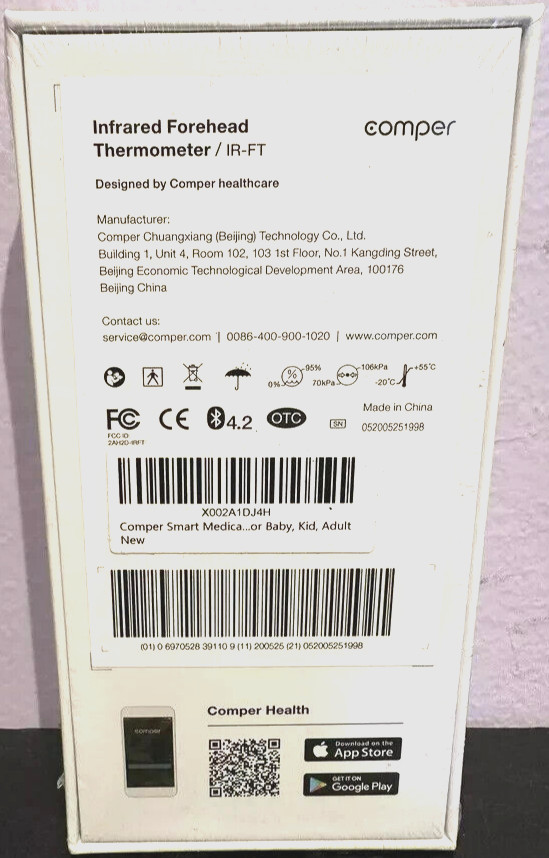 Infrared Forehead
Thermometer / IR-FT
comper
Designed by Comper healthcare
Manufacturer:
Comper Chuangxiang (Beijing) Technology Co., Ltd.
Building 1, Unit 4, Room 102, 103 1st Floor, No.1 Kangding Street,
Beijing Economic Technological Development Area, 100176
Beijing China
Contact us:
service@comper.com | 0086-400-900-1020 | www.comper.com
0% % 95% 70kPa 106kPa -20°C +55°C
FC CE 4.2 OTC
FCC ID
2AH2D-IRFT
SN
Made in China
052005251998
X002A1DJ4H
Comper Smart Medica...or Baby, Kid, Adult
New
(01) 0 6970528 39110 9 (11) 200525 (21) 052005251998
comper
Comper Health
Download on the
App Store
GET IT ON
Google Play